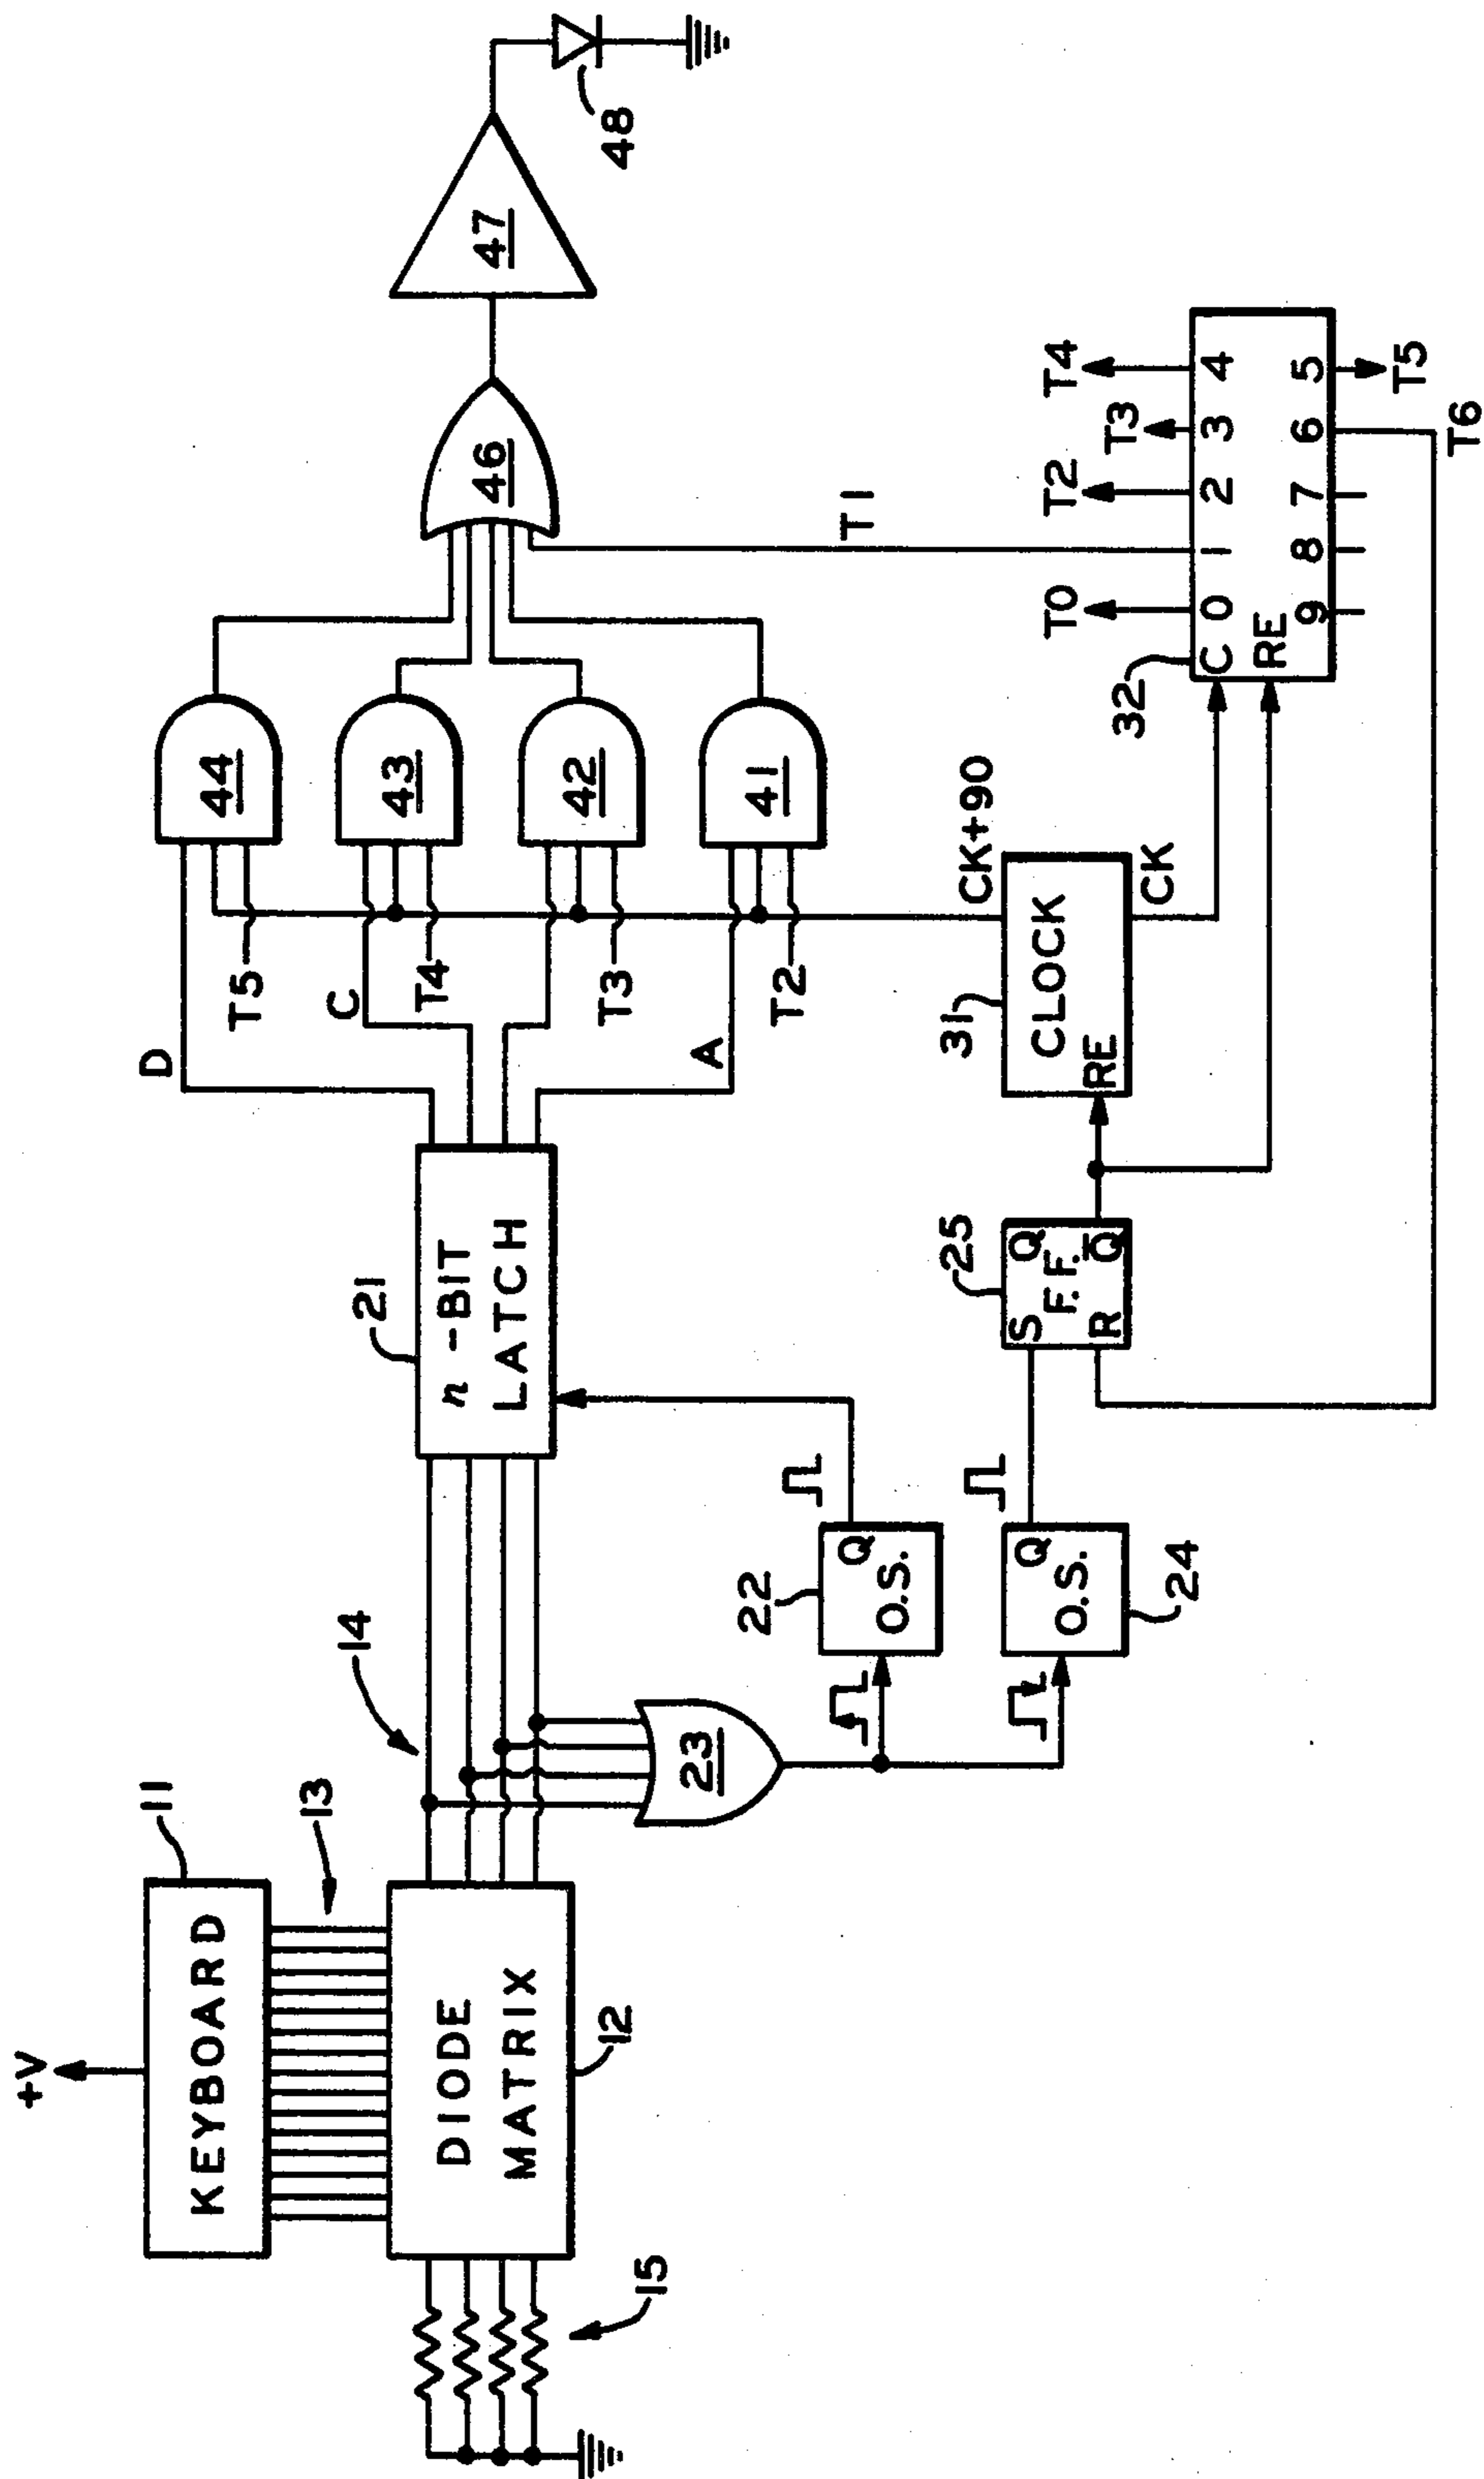 +V
KEYBOARD
11
13
DIODE
MATRIX
12
15
14
23
22
Q
O.S.
24
Q
O.S.
21
n -BIT
LATCH
25
S
Q
F.F.
R
Q̅
D
C
A
T5
T4
T3
T2
44
43
42
41
31
CLOCK
RE
CK+90
CK
46
47
48
T1
32
C
RE
0
1
2
3
4
9
8
7
6
5
T0
T2
T3
T4
T5
T6